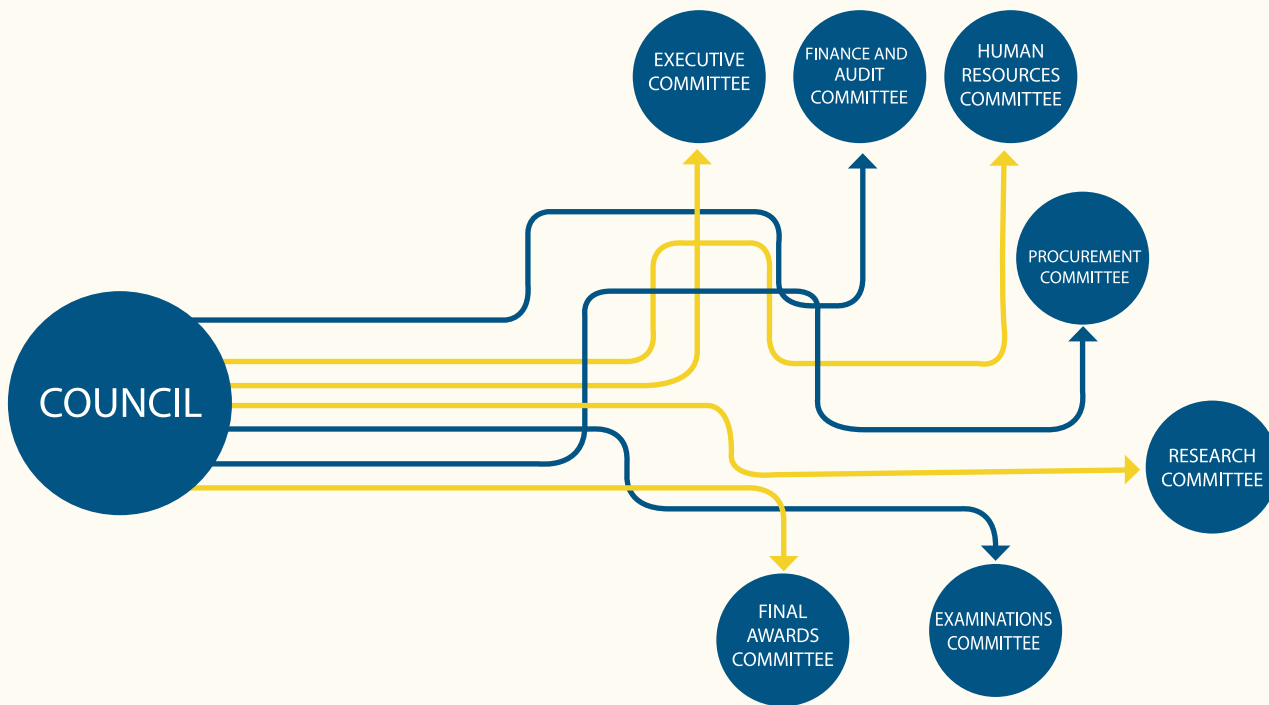 EXECUTIVE
COMMITTEE
FINANCE AND
AUDIT
COMMITTEE
HUMAN
RESOURCES
COMMITTEE
PROCUREMENT
COMMITTEE
COUNCIL
RESEARCH
COMMITTEE
FINAL
AWARDS
COMMITTEE
EXAMINATIONS
COMMITTEE